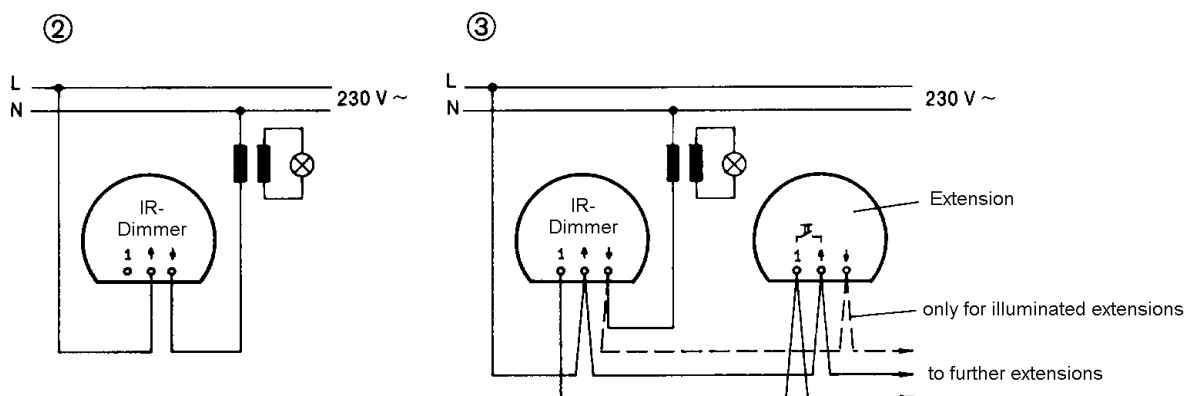 ②
L
N
230 V ~
IR-
Dimmer
1
③
L
N
230 V ~
IR-
Dimmer
1
1
Extension
only for illuminated extensions
to further extensions